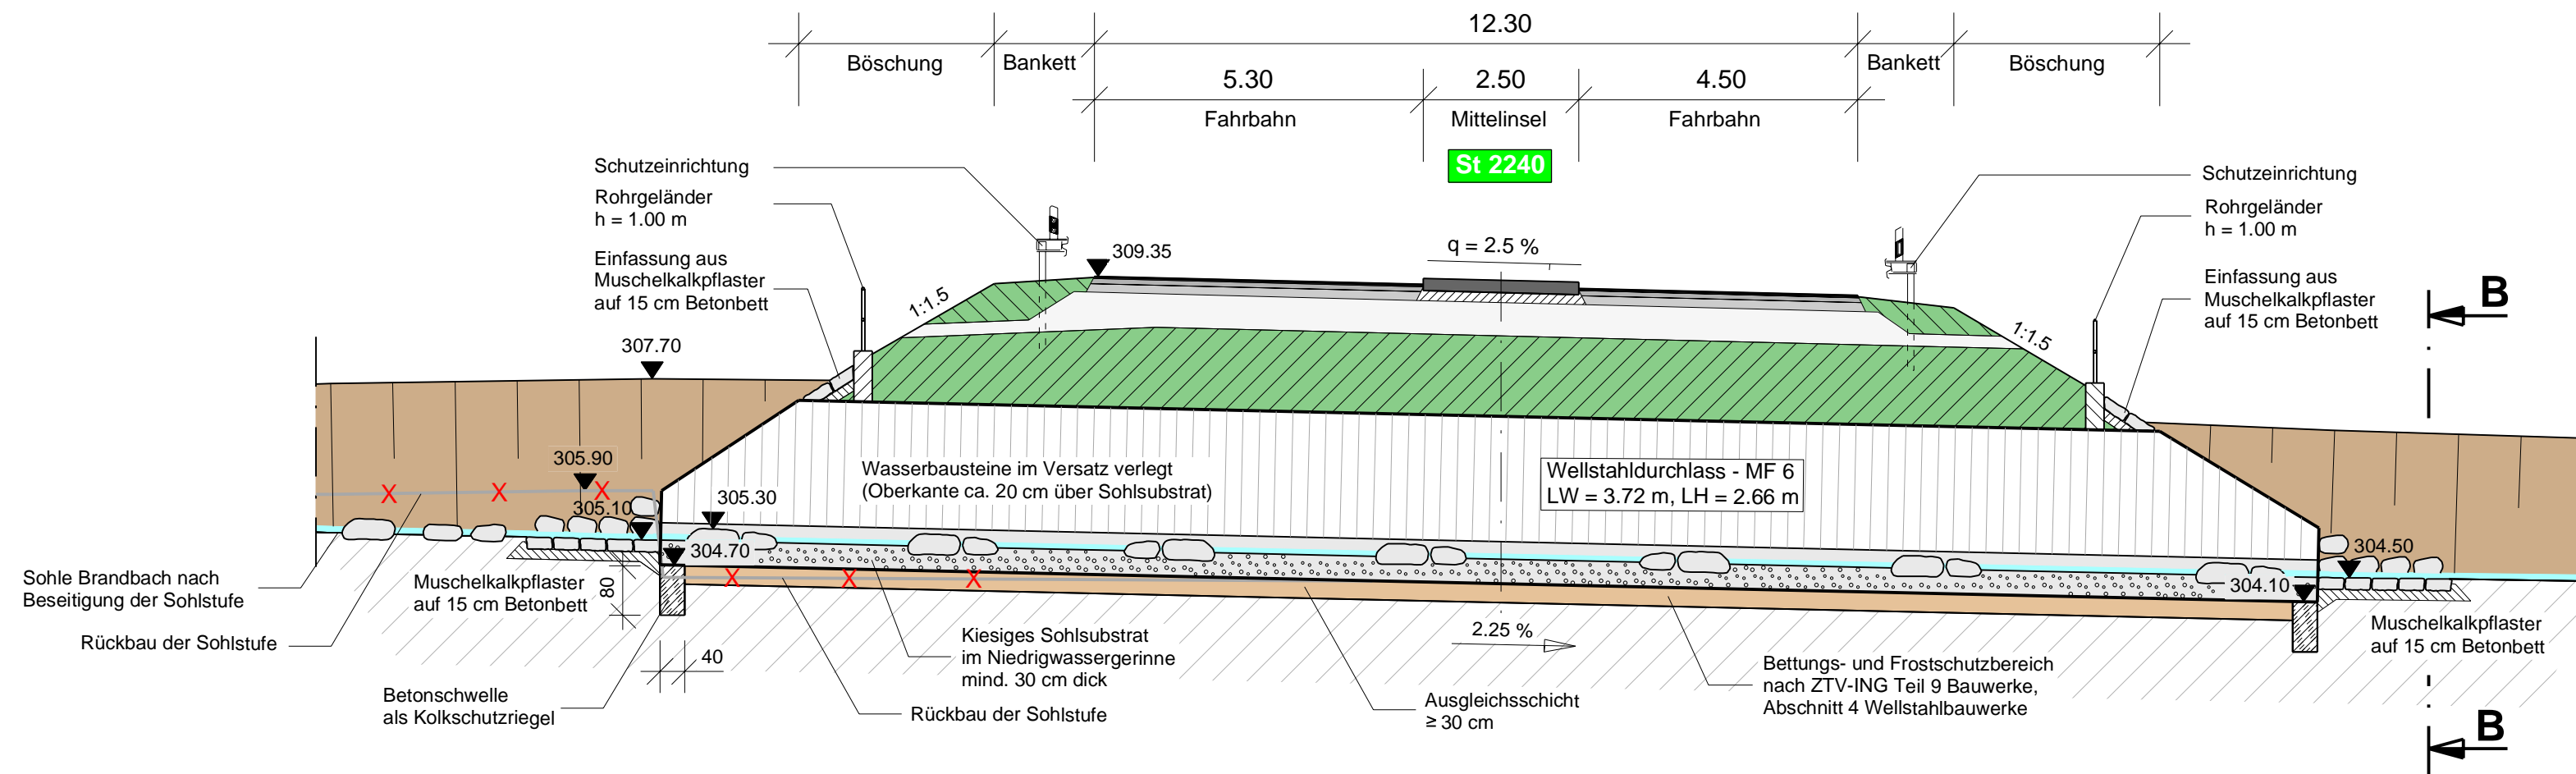 12.30
Böschung
Bankett
Bankett
Böschung
5.30
2.50
4.50
Fahrbahn
Mittelinsel
Fahrbahn
St 2240
Schutzeinrichtung
Rohrgeländer
h = 1.00 m
Einfassung aus
Muschelkalkpflaster
auf 15 cm Betonbett
Schutzeinrichtung
Rohrgeländer
h = 1.00 m
Einfassung aus
Muschelkalkpflaster
auf 15 cm Betonbett
309.35
q = 2.5 %
1:1.5
1:1.5
B
307.70
305.90
305.10
305.30
304.70
Wasserbausteine im Versatz verlegt
(Oberkante ca. 20 cm über Sohlsubstrat)
Wellstahldurchlass - MF 6
LW = 3.72 m, LH = 2.66 m
304.50
304.10
X X X
X X X
Sohle Brandbach nach
Beseitigung der Sohlstufe
Rückbau der Sohlstufe
Muschelkalkpflaster
auf 15 cm Betonbett
80
40
Betonschwelle
als Kolkschutzriegel
Kiesiges Sohlsubstrat
im Niedrigwassergerinne
mind. 30 cm dick
Rückbau der Sohlstufe
2.25 %
Ausgleichsschicht
≥ 30 cm
Bettungs- und Frostschutzbereich
nach ZTV-ING Teil 9 Bauwerke,
Abschnitt 4 Wellstahlbauwerke
Muschelkalkpflaster
auf 15 cm Betonbett
B